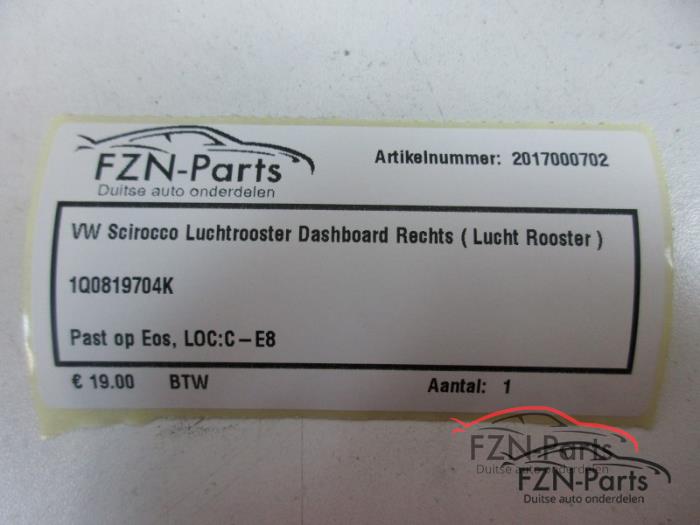 FZN-Parts
Duitse auto onderdelen
Artikelnummer: 2017000702
VW Scirocco Luchtrooster Dashboard Rechts ( Lucht Rooster )
1Q0819704K
Past op Eos, LOC:C-E8
€ 19.00 BTW Aantal: 1
FZN-Parts
Duitse auto onderdelen
FZN-Parts
Duitse auto onderdelen